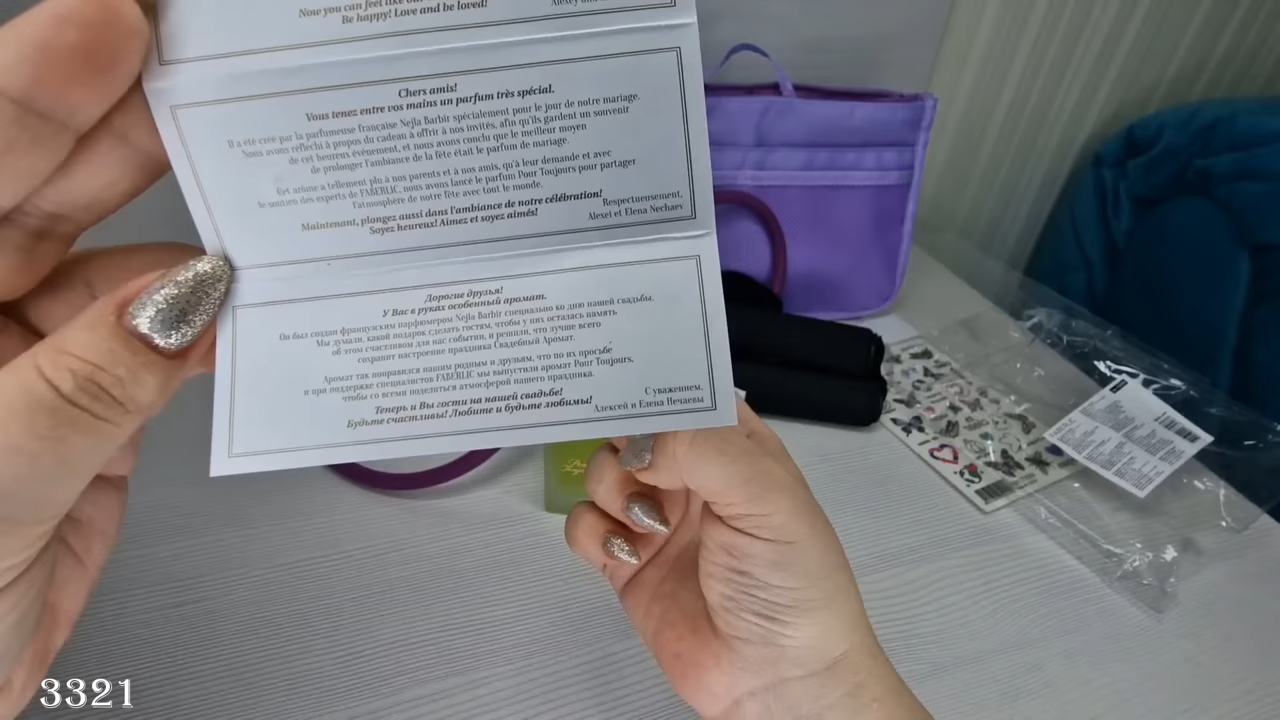 Now you can feel like our
Be happy! Love and be loved!
Chers amis!
Vous tenez entre vos mains un parfum très spécial.
Il a été créé par la parfumeuse française Nejla Barbir spécialement pour le jour de notre mariage.
Nous avons réfléchi à propos du cadeau à offrir à nos invités, afin qu'ils gardent un souvenir
de cet heureux événement, et nous avons conclu que le meilleur moyen
de prolonger l'ambiance de la fête était le parfum de mariage.
Cet arôme a tellement plu à nos parents et à nos amis, qu'à leur demande et avec
le soutien des experts de FABERLIC, nous avons lancé le parfum Pour Toujours pour partager
l'atmosphère de notre fête avec tout le monde.
Maintenant, plongez aussi dans l'ambiance de notre célébration!
Soyez heureux! Aimez et soyez aimés!
Respectueusement,
Alexei et Elena Nechaev
Дорогие друзья!
У Вас в руках особенный аромат.
Он был создан французским парфюмером Nejla Barbir специально ко дню нашей свадьбы.
Мы думали, какой подарок сделать гостям, чтобы у них осталась память
об этом счастливом для нас событии, и решили, что лучше всего
сохранит настроение праздника Свадебный Аромат.
Аромат так понравился нашим родным и друзьям, что по их просьбе
и при поддержке специалистов FABERLIC мы выпустили аромат Pour Toujours,
чтобы со всеми поделиться атмосферой нашего праздника.
Теперь и Вы гости на нашей свадьбе!
Будьте счастливы! Любите и будьте любимы!
С уважением,
Алексей и Елена Нечаевы
3321